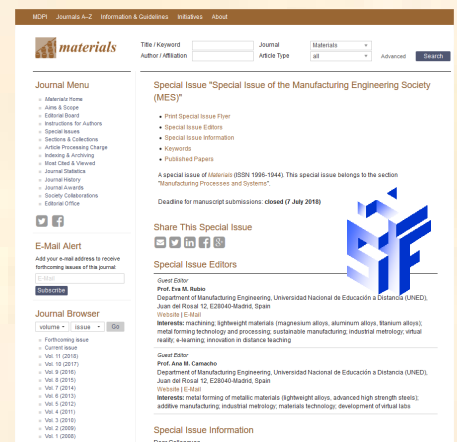 MDPI Journals A–Z Information & Guidelines Initiatives About
materials
Title / Keyword
Journal
Materials
Author / Affiliation
Article Type
all
Advanced
Search
Journal Menu
Materials Home
Aims & Scope
Editorial Board
Instructions for Authors
Special Issues
Sections & Collections
Article Processing Charge
Indexing & Archiving
Most Cited & Viewed
Journal Statistics
Journal History
Journal Awards
Society Collaborations
Editorial Office
E-Mail Alert
Add your e-mail address to receive
forthcoming issues of this journal:
E-Mail
Subscribe
Journal Browser
volume issue Go
Forthcoming issue
Current issue
Vol. 11 (2018)
Vol. 10 (2017)
Vol. 9 (2016)
Vol. 8 (2015)
Vol. 7 (2014)
Vol. 6 (2013)
Vol. 5 (2012)
Vol. 4 (2011)
Vol. 3 (2010)
Vol. 2 (2009)
Vol. 1 (2008)
Special Issue "Special Issue of the Manufacturing Engineering Society
(MES)"
Print Special Issue Flyer
Special Issue Editors
Special Issue Information
Keywords
Published Papers
A special issue of Materials (ISSN 1996-1944). This special issue belongs to the section
"Manufacturing Processes and Systems".
Deadline for manuscript submissions: closed (7 July 2018)
Share This Special Issue
Special Issue Editors
Guest Editor
Prof. Eva M. Rubio
Department of Manufacturing Engineering, Universidad Nacional de Educación a Distancia (UNED),
Juan del Rosal 12, E28040-Madrid, Spain
Website | E-Mail
Interests: machining; lightweight materials (magnesium alloys, aluminum alloys, titanium alloys);
metal forming technology and processing; sustainable manufacturing; industrial metrology; virtual
reality; e-learning; innovation in distance teaching
Guest Editor
Prof. Ana M. Camacho
Department of Manufacturing Engineering, Universidad Nacional de Educación a Distancia (UNED),
Juan del Rosal 12, E28040-Madrid, Spain
Website | E-Mail
Interests: metal forming of metallic materials (lightweight alloys, advanced high strength steels);
additive manufacturing; industrial metrology; materials technology; development of virtual labs
Special Issue Information
Dear Colleagues